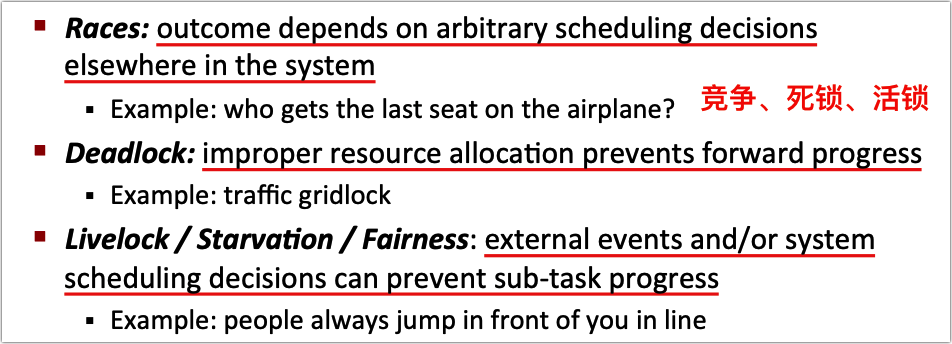 Races: outcome depends on arbitrary scheduling decisions
elsewhere in the system
Example: who gets the last seat on the airplane?
竞争、死锁、活锁
Deadlock: improper resource allocation prevents forward progress
Example: traffic gridlock
Livelock / Starvation / Fairness: external events and/or system
scheduling decisions can prevent sub-task progress
Example: people always jump in front of you in line